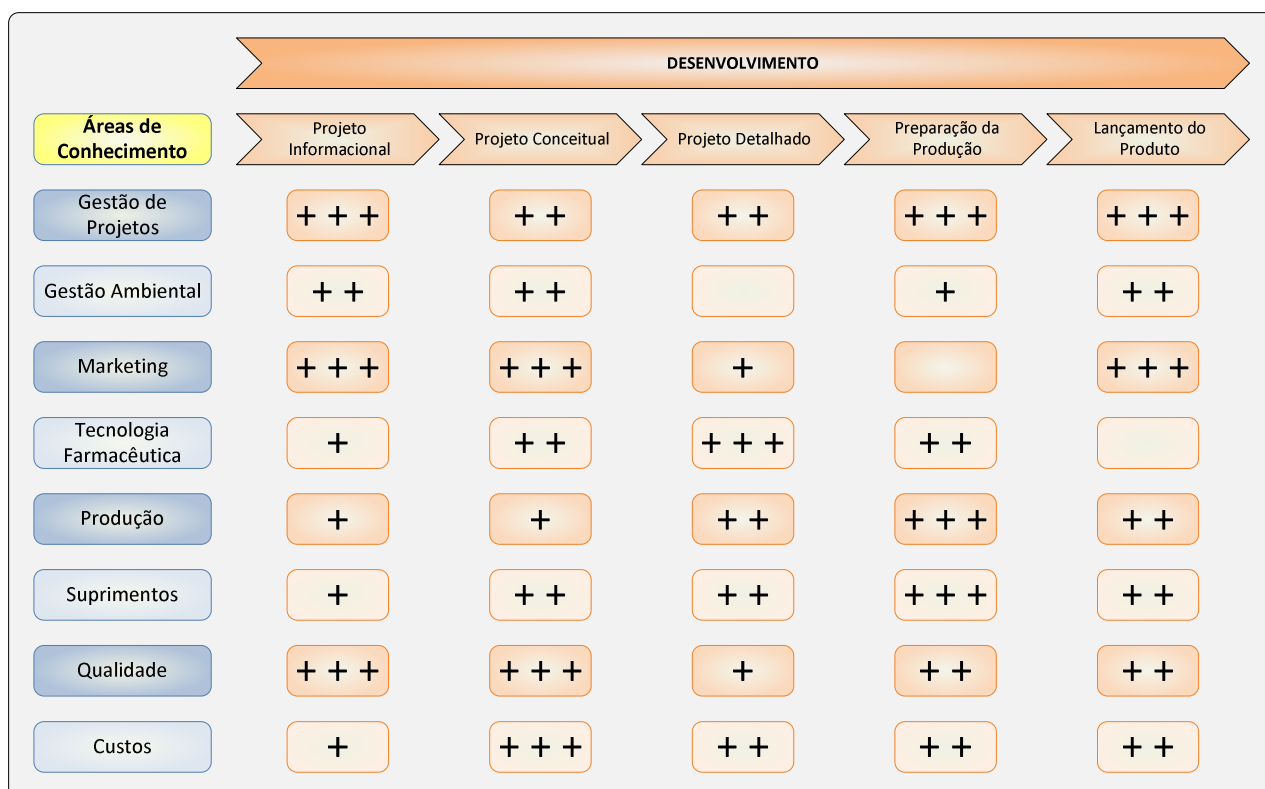 DESENVOLVIMENTO
Áreas de
Conhecimento
Projeto
Informacional
Projeto Conceitual
Projeto Detalhado
Preparação da
Produção
Lançamento do
Produto
Gestão de
Projetos
+ + +
+ +
+ +
+ + +
+ + +
Gestão Ambiental
+ +
+ +
+
+ +
Marketing
+ + +
+ + +
+
+ + +
Tecnologia
Farmacêutica
+
+ +
+ + +
+ +
Produção
+
+
+ +
+ + +
+ +
Suprimentos
+
+ +
+ +
+ + +
+ +
Qualidade
+ + +
+ + +
+
+ +
+ +
Custos
+
+ + +
+ +
+ +
+ +